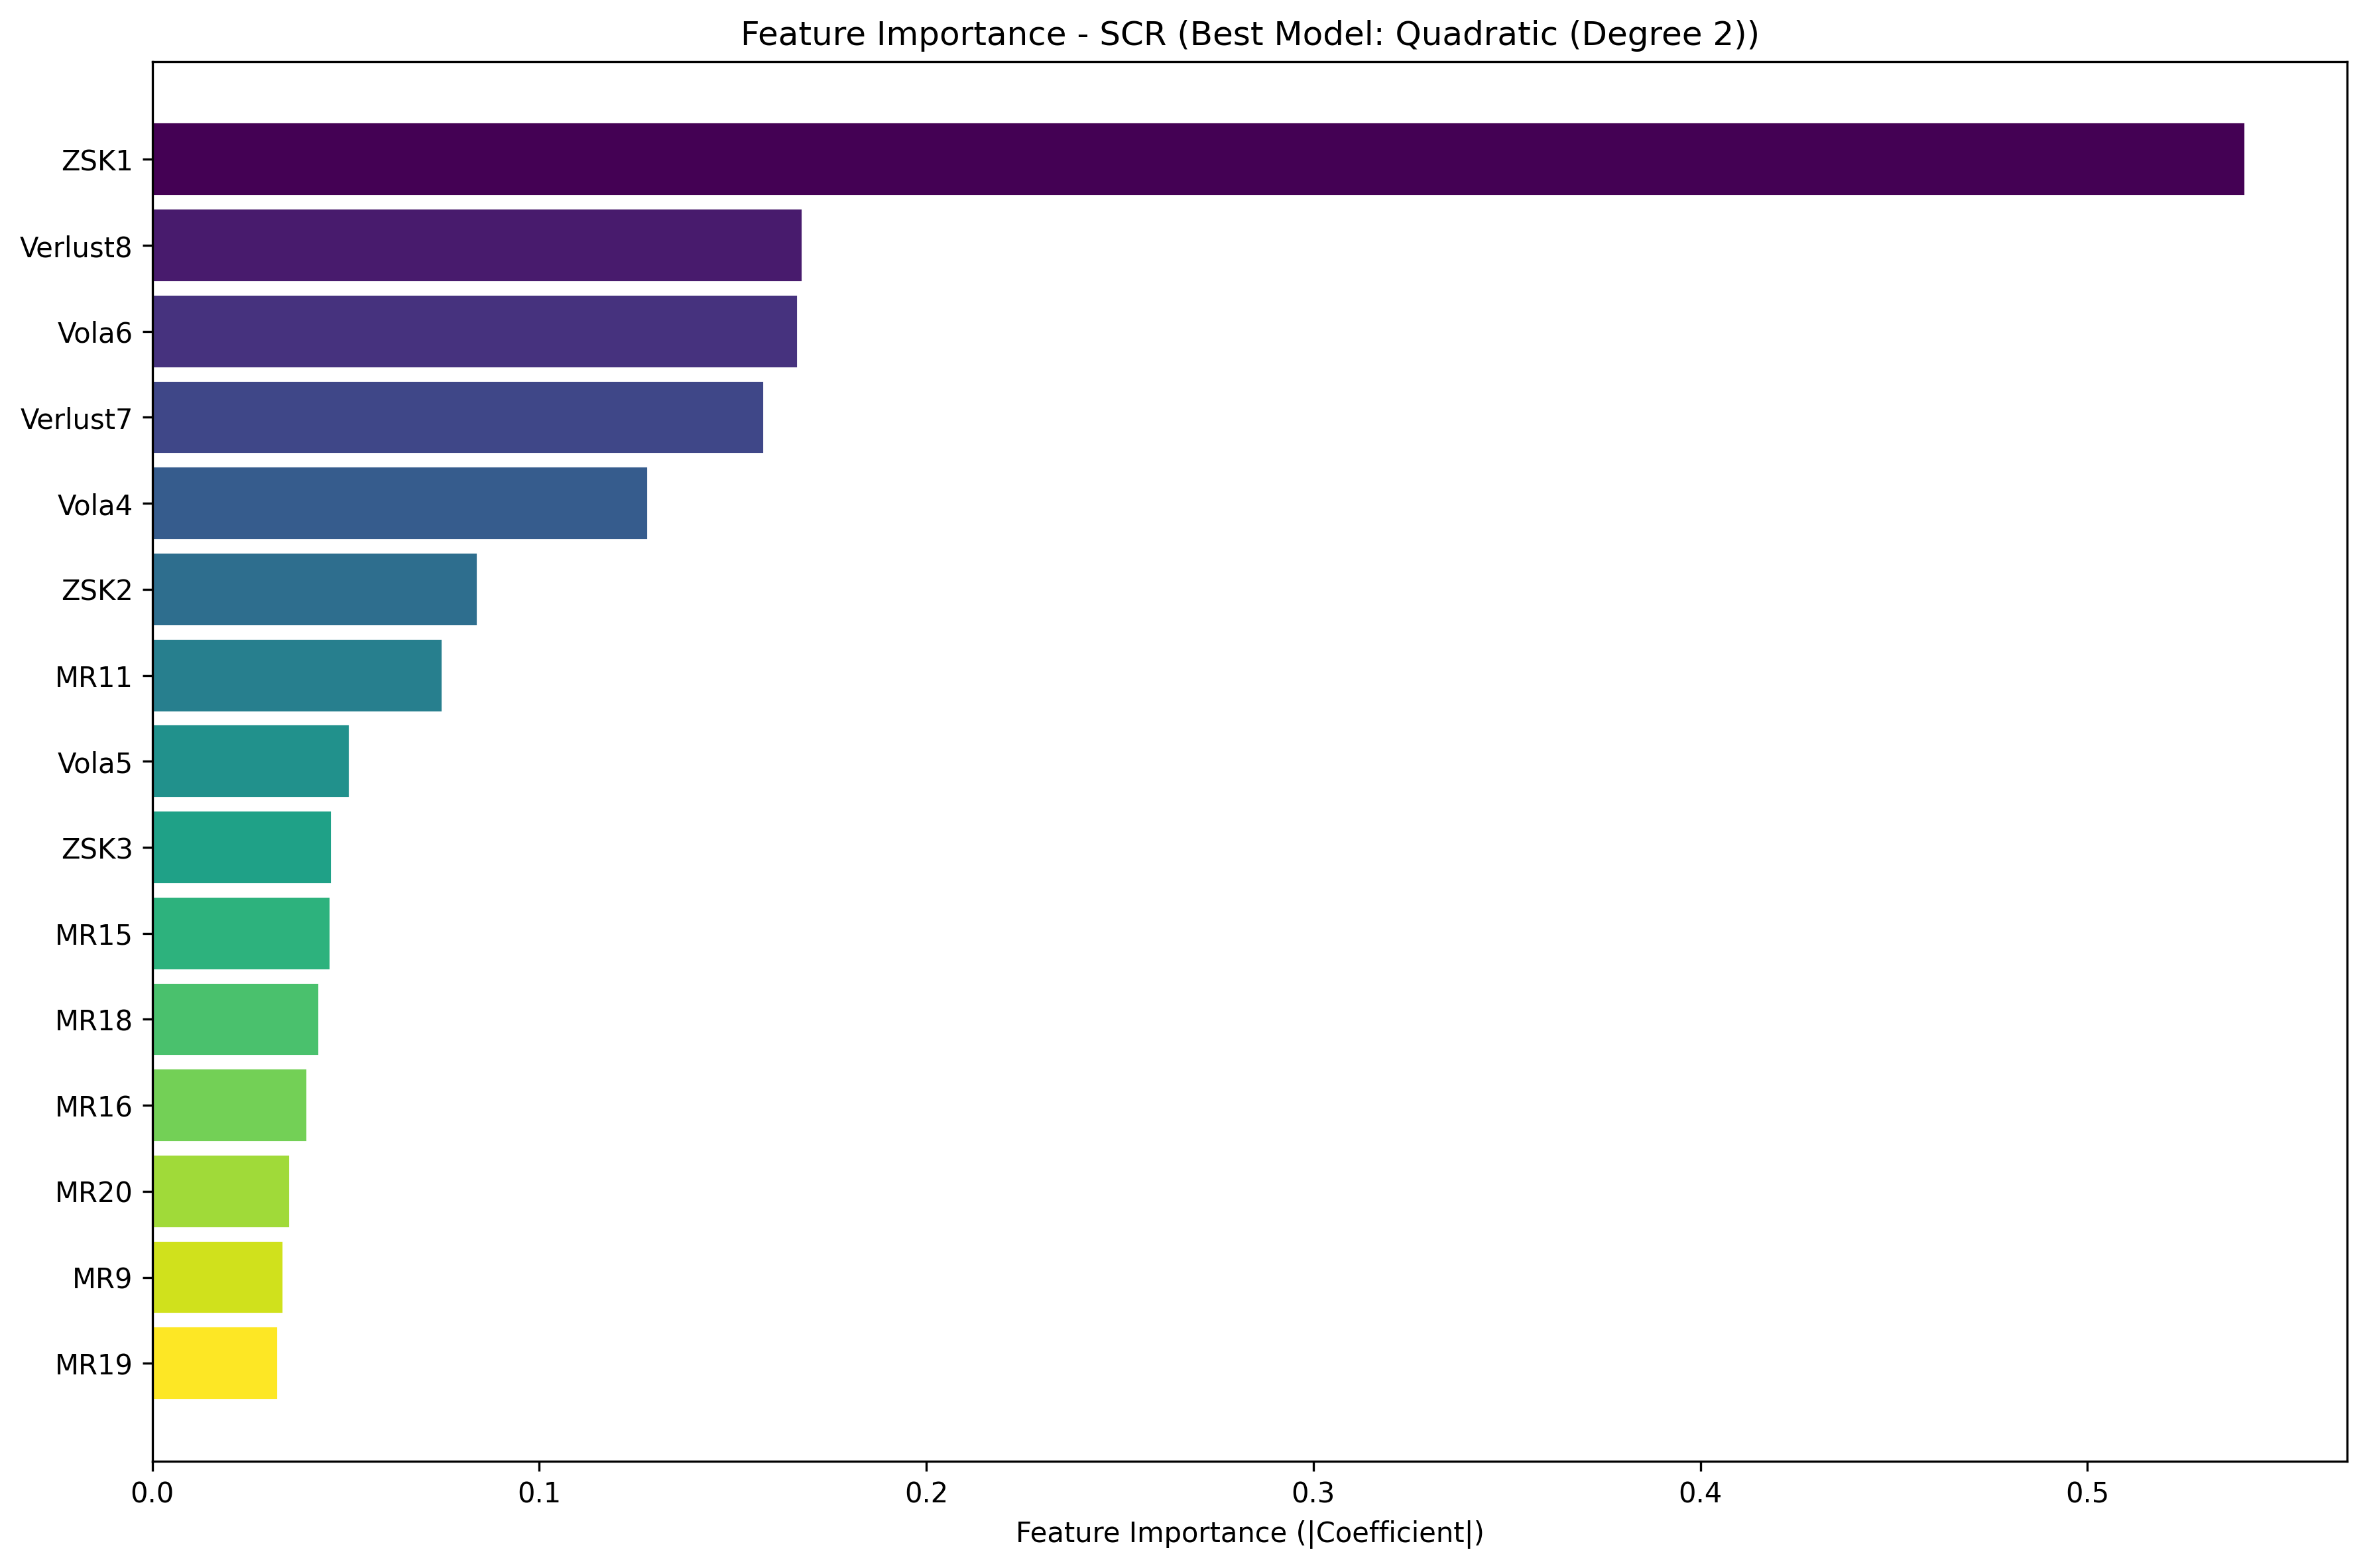 Feature Importance - SCR (Best Model: Quadratic (Degree 2))
ZSK1
Verlust8
Vola6
Verlust7
Vola4
ZSK2
MR11
Vola5
ZSK3
MR15
MR18
MR16
MR20
MR9
MR19
0.0 0.1 0.2 0.3 0.4 0.5
Feature Importance (|Coefficient|)